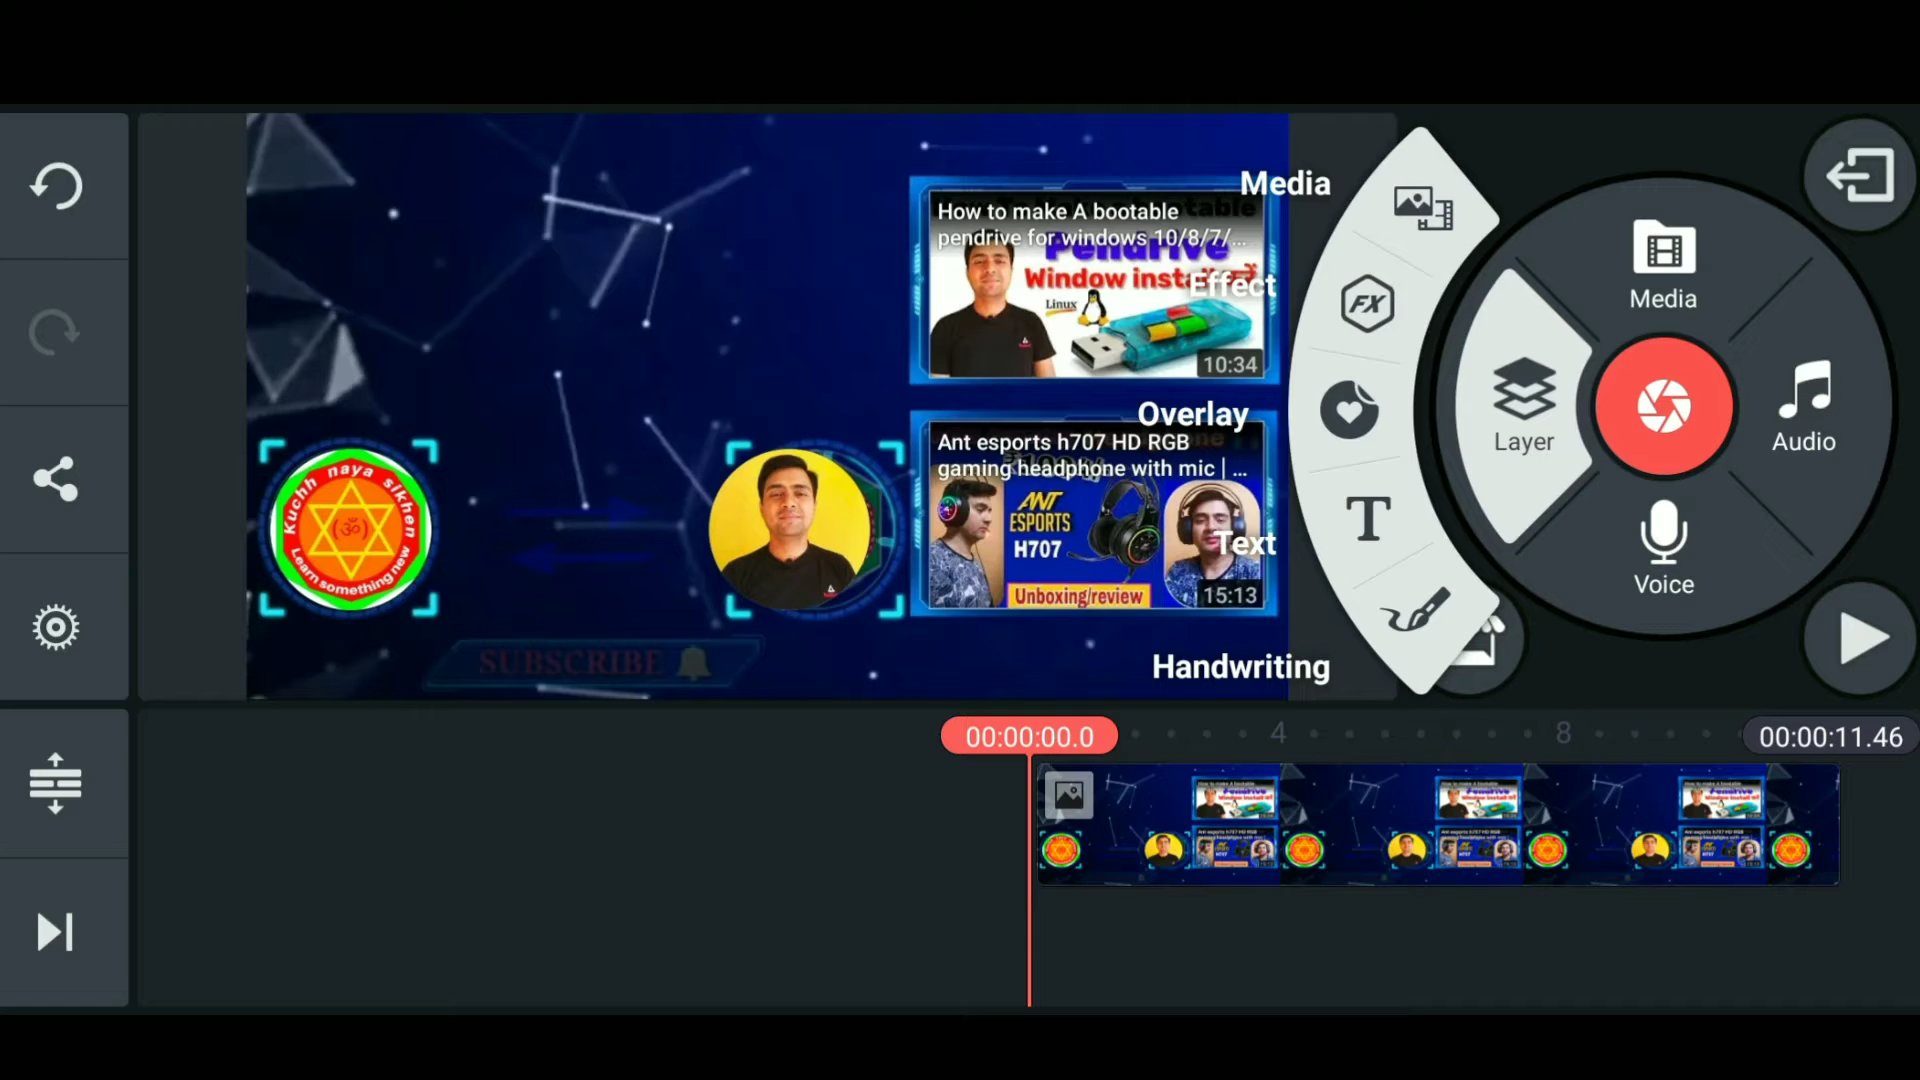 Media
How to make A bootable
pendrive for windows 10/8/7/...
Pendrive
Window install
Effect
Linux
10:34
Overlay
Ant esports h707 HD RGB
gaming headphone with mic | ...
ANT
ESPORTS
H707
Text
Unboxing/review
15:13
Handwriting
Kuchh naya sikhen
(ॐ)
Learn something new
SUBSCRIBE
FX
T
Media
Layer
Audio
Voice
00:00:00.0
4
8
00:00:11.46